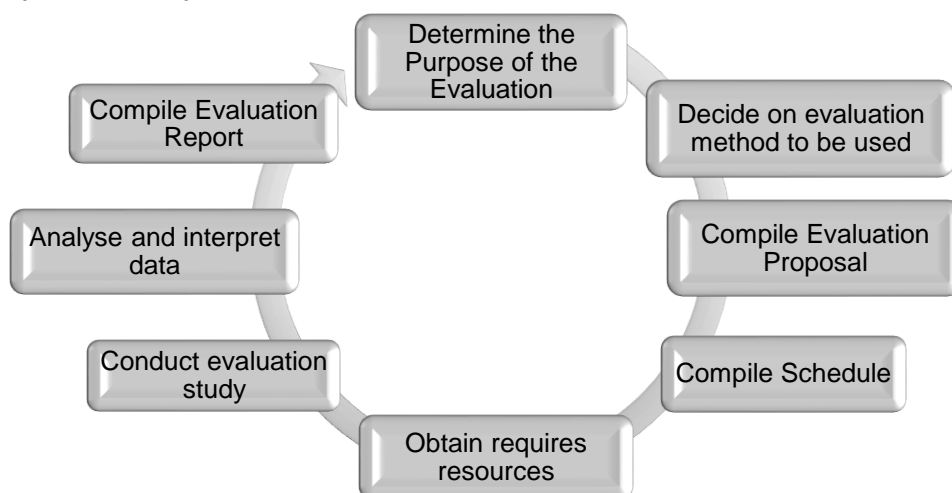 Determine the
Purpose of the
Evaluation
Decide on evaluation
method to be used
Compile Evaluation
Proposal
Compile Schedule
Obtain requires
resources
Conduct evaluation
study
Analyse and interpret
data
Compile Evaluation
Report